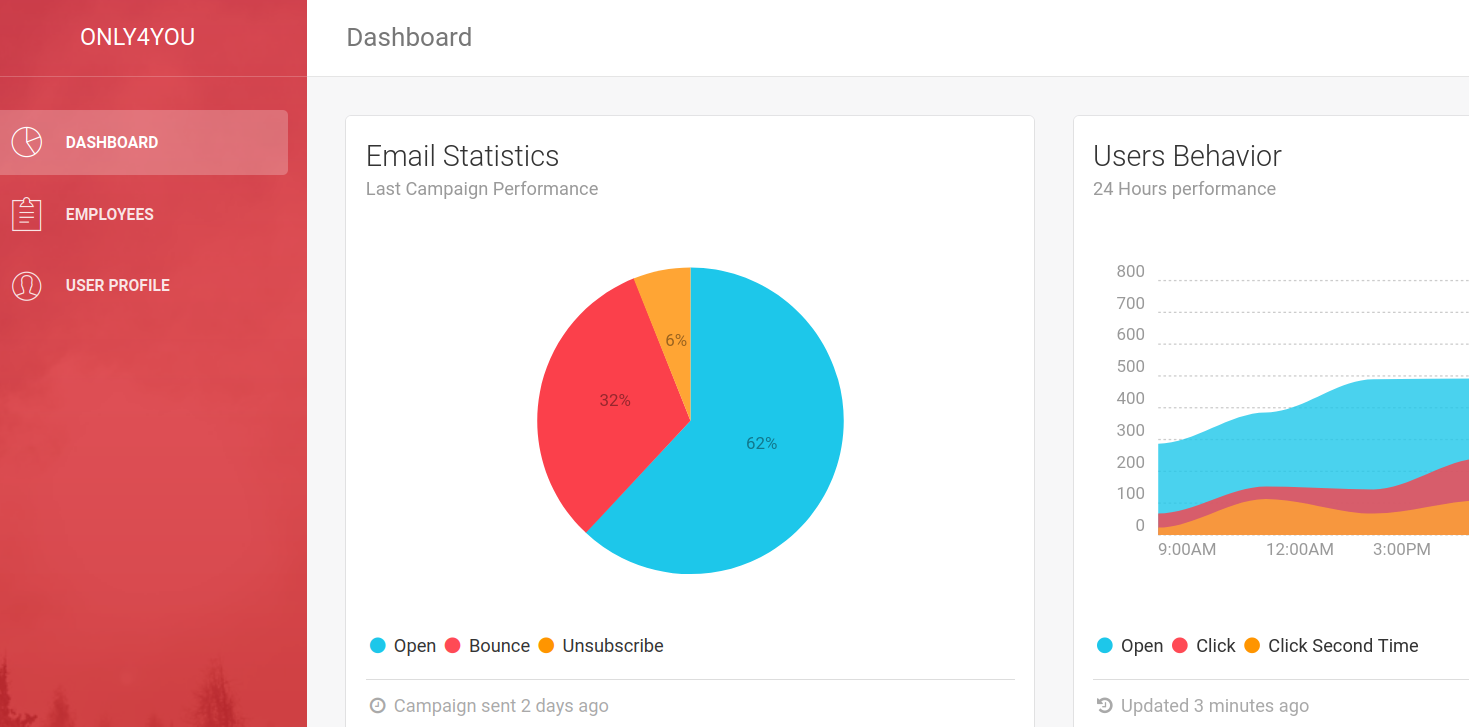 ONLY4YOU
Dashboard
DASHBOARD
EMPLOYEES
USER PROFILE
Email Statistics
Last Campaign Performance
6%
32%
62%
Open Bounce Unsubscribe
Campaign sent 2 days ago
Users Behavior
24 Hours performance
800
700
600
500
400
300
200
100
0
9:00AM 12:00AM 3:00PM
Open Click Click Second Time
Updated 3 minutes ago